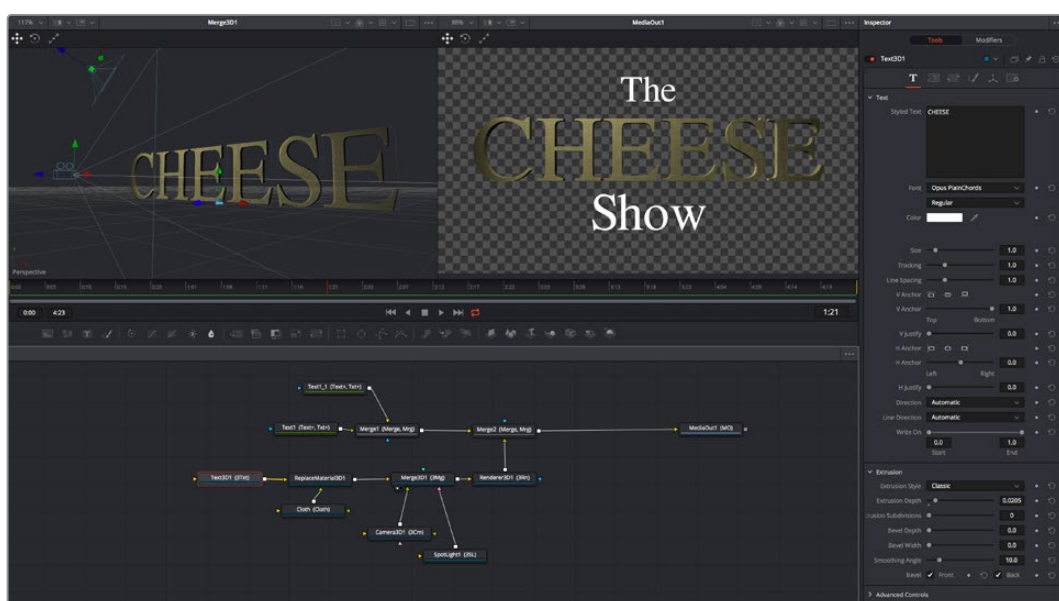 117%
Merge3D1
88%
MediaOut1
Inspector
Tools Modifiers
Text3D1
Text
Styled Text CHEESE
Font Opus PlainChords
Regular
Color
Size 1.0
Tracking 1.0
Line Spacing 1.0
V Anchor
V Anchor 1.0
Top Bottom
V Justify 0.0
H Anchor
H Anchor 0.0
Left Right
H Justify 0.0
Direction Automatic
Line Direction Automatic
Write On
0.0 1.0
Start End
Extrusion
Extrusion Style Classic
Extrusion Depth 0.0205
rusion Subdivisions 0
Bevel Depth 0.0
Bevel Width 0.0
Smoothing Angle 10.0
Bevel Front Back
Advanced Controls
CHEESE
Perspective
The
CHEESE
Show
0:00 4:23
1:21
Text1_1 (Text+, Txt+)
Text1 (Text+, Txt+)
Merge1 (Merge, Mrg)
Merge2 (Merge, Mrg)
MediaOut1 (MO)
Text3D1 (3Txt)
ReplaceMaterial3D1
Merge3D1 (3Mg)
Renderer3D1 (3Rn)
Cloth (Cloth)
Camera3D1 (3Cm)
SpotLight1 (3SL)